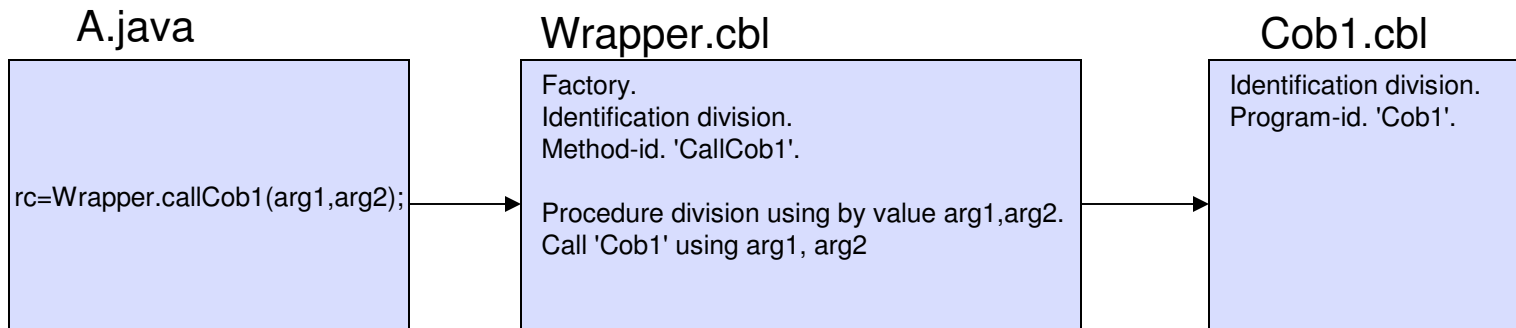 A.java
rc=Wrapper.callCob1(arg1,arg2);
Wrapper.cbl
Factory.
Identification division.
Method-id. 'CallCob1'.
Procedure division using by value arg1,arg2.
Call 'Cob1' using arg1, arg2
Cob1.cbl
Identification division.
Program-id. 'Cob1'.